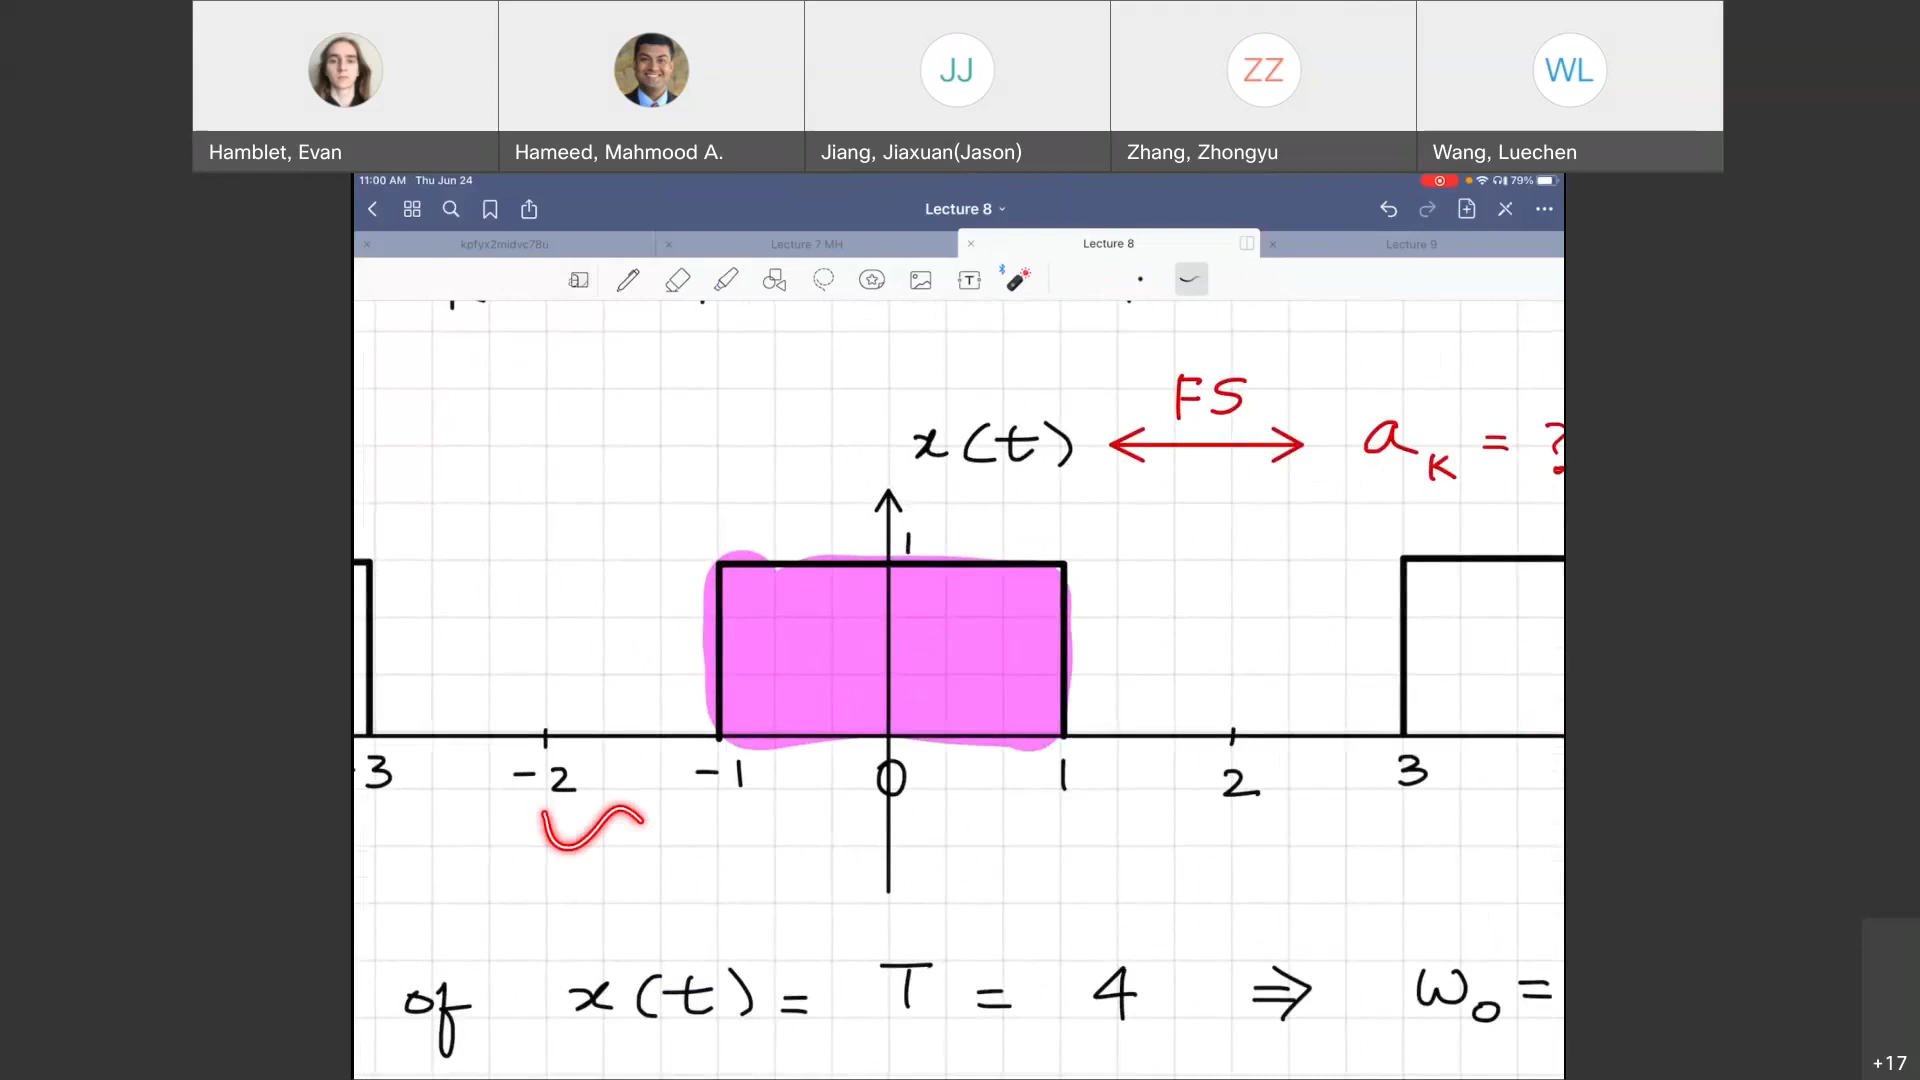 JJ ZZ WL
Hamblet, Evan Hameed, Mahmood A. Jiang, Jiaxuan(Jason) Zhang, Zhongyu Wang, Luechen
11:00 AM Thu Jun 24 79%
Lecture 8
kpfyx2midvc78u Lecture 7 MH Lecture 8 Lecture 9
FS
x(t) ⟷ a_K = ?
1
-3 -2 -1 0 1 2 3
of x(t) = T = 4 ⇒ ω_0 =
+17